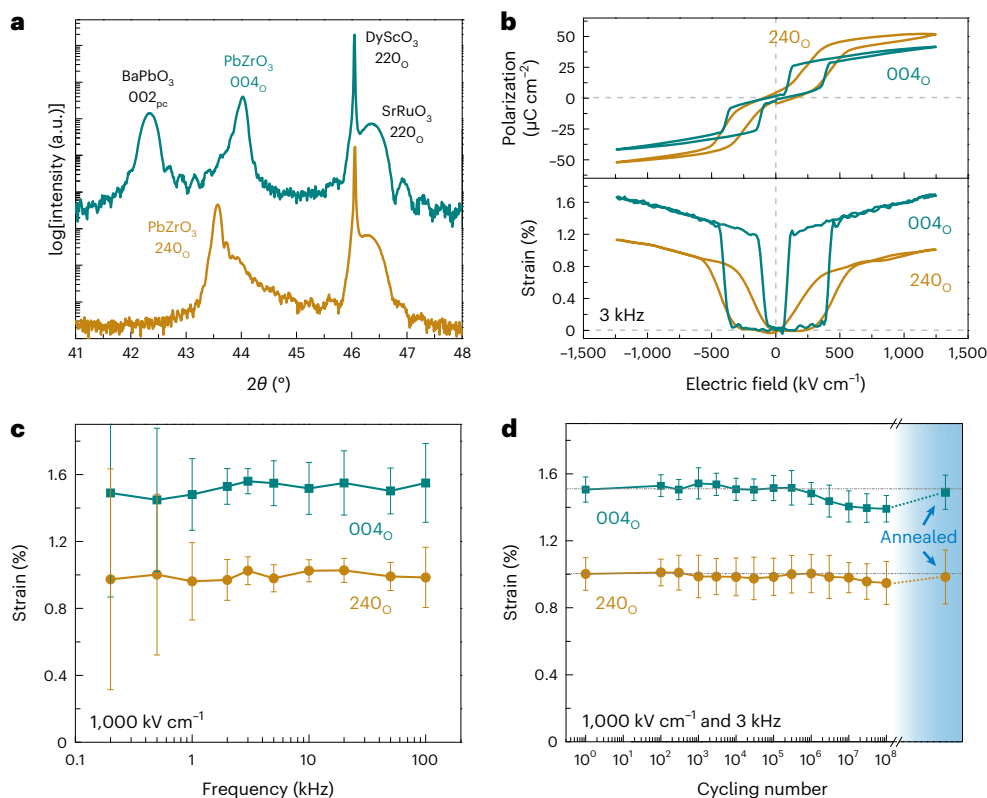 a
BaPbO₃
002pc
PbZrO₃
004O
DyScO₃
220O
SrRuO₃
220O
PbZrO₃
240O
log[intensity (a.u.)]
41 42 43 44 45 46 47 48
2θ (°)
b
240O
004O
50
25
0
−25
−50
Polarization
(µC cm⁻²)
1.6
1.2
0.8
0.4
0
Strain (%)
004O
240O
3 kHz
−1,500 −1,000 −500 0 500 1,000 1,500
Electric field (kV cm⁻¹)
c
1.6
1.2
0.8
0.4
0
Strain (%)
004O
240O
1,000 kV cm⁻¹
0.1 1 10 100
Frequency (kHz)
d
1.6
1.2
0.8
0.4
0
Strain (%)
004O
Annealed
240O
1,000 kV cm⁻¹ and 3 kHz
10⁰ 10¹ 10² 10³ 10⁴ 10⁵ 10⁶ 10⁷ 10⁸
Cycling number